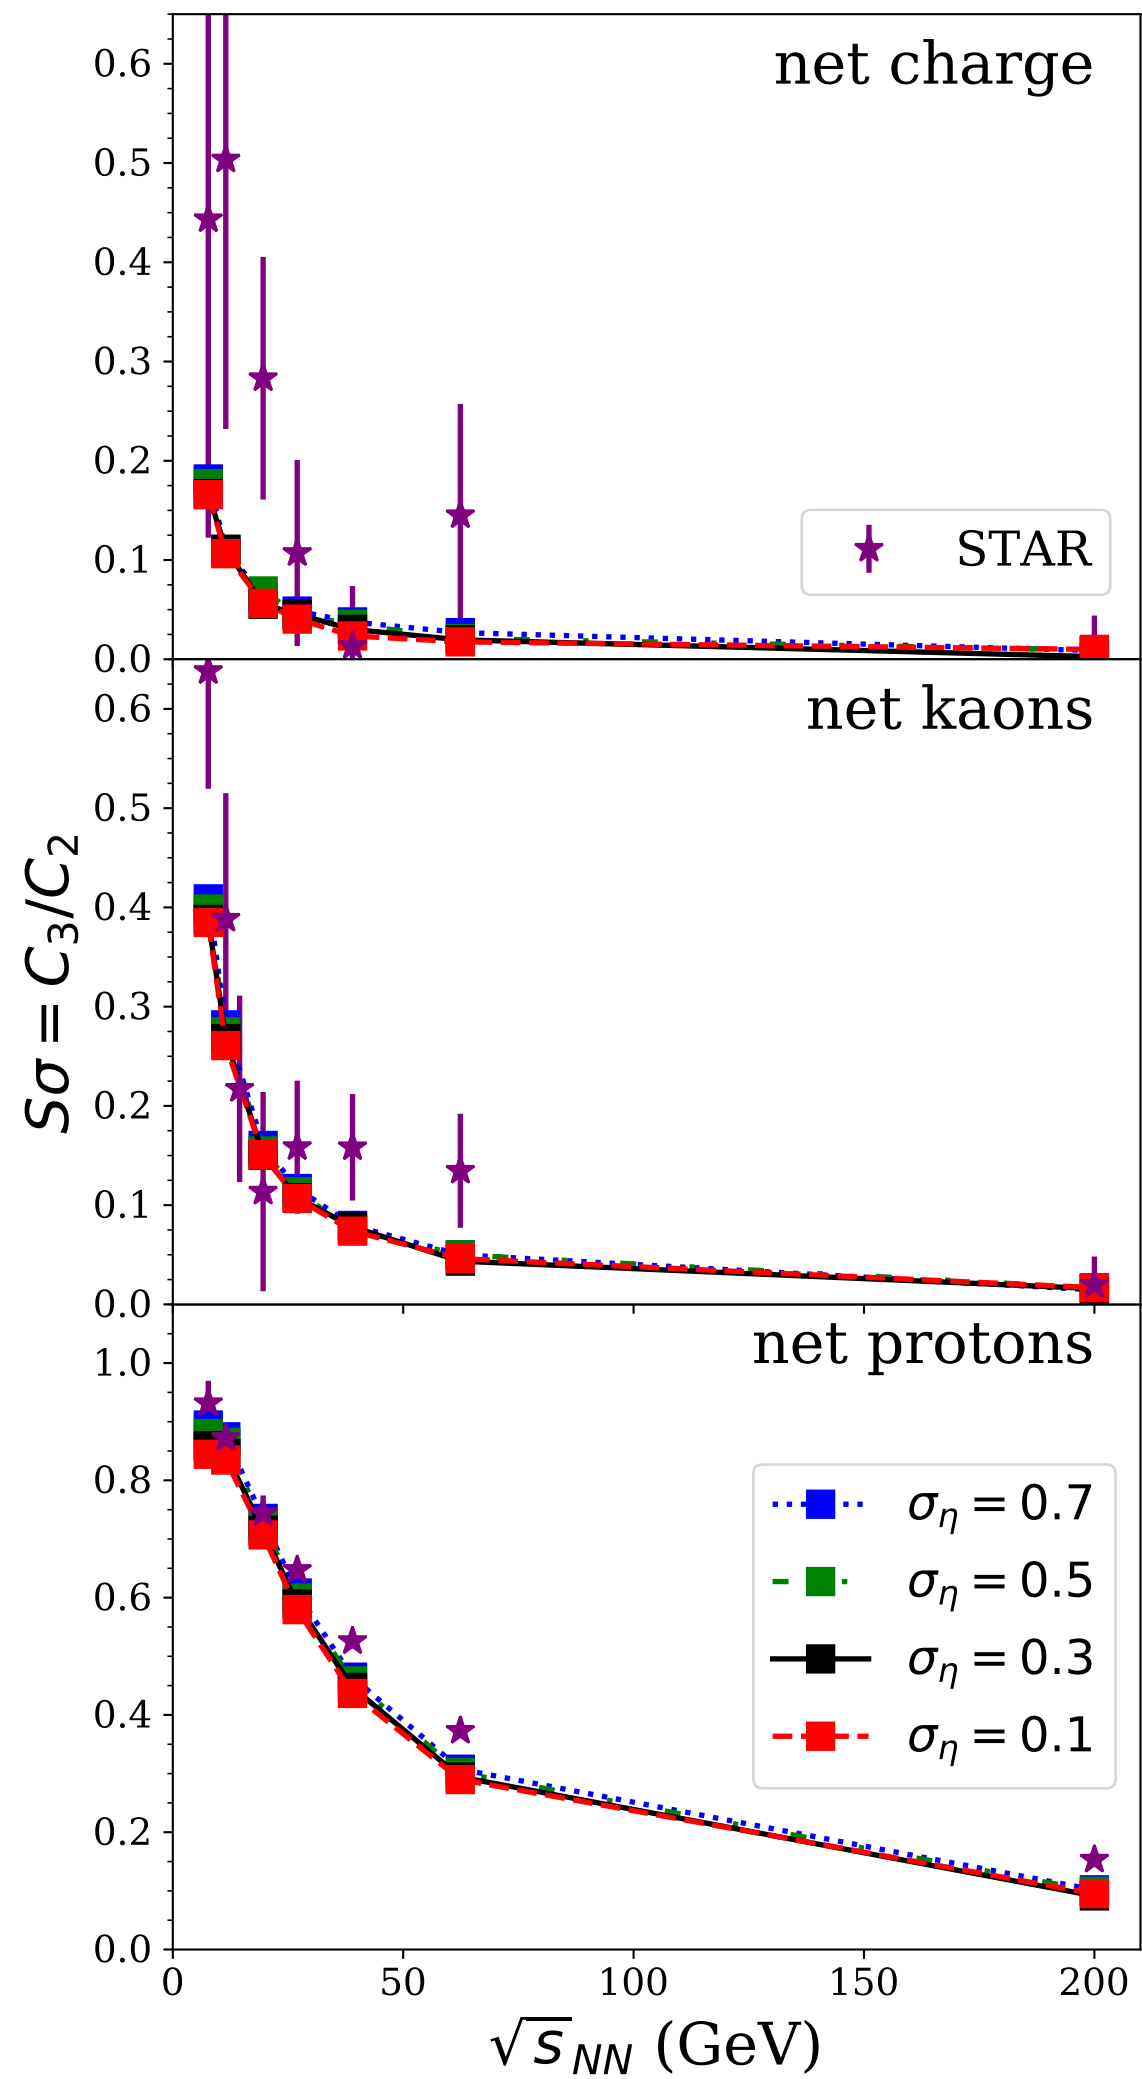 net charge
0.6
0.5
0.4
0.3
0.2
0.1
0.0
STAR
net kaons
0.6
0.5
0.4
0.3
0.2
0.1
0.0
Sσ = C₃/C₂
net protons
1.0
0.8
0.6
0.4
0.2
0.0
σ_η = 0.7
σ_η = 0.5
σ_η = 0.3
σ_η = 0.1
0 50 100 150 200
√s_NN (GeV)